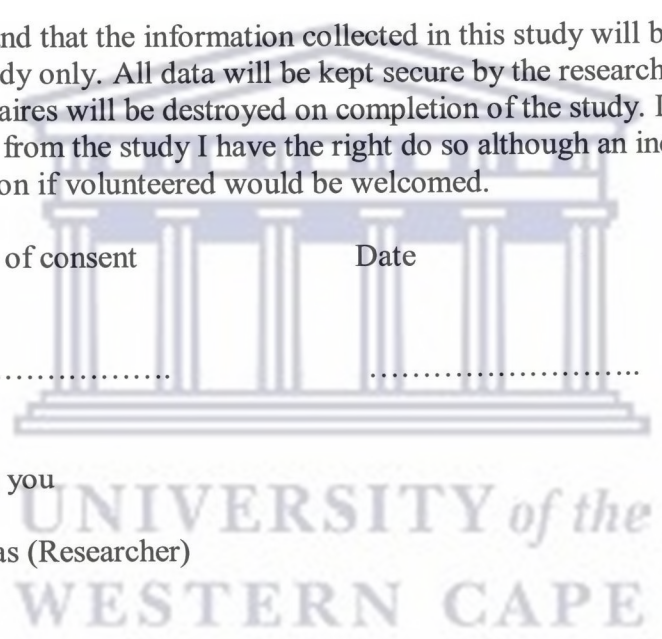 nd that the information collected in this study will b
dy only. All data will be kept secure by the research
aires will be destroyed on completion of the study. I
from the study I have the right do so although an in
on if volunteered would be welcomed.
of consent Date
................ ..........................
you
UNIVERSITY of the
as (Researcher)
WESTERN CAPE